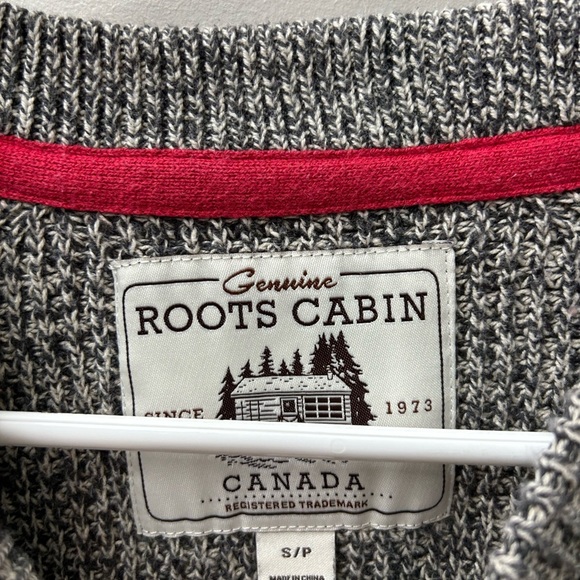 Genuine
ROOTS CABIN
SINCE 1973
CANADA
REGISTERED TRADEMARK
S/P
MADE IN CHINA